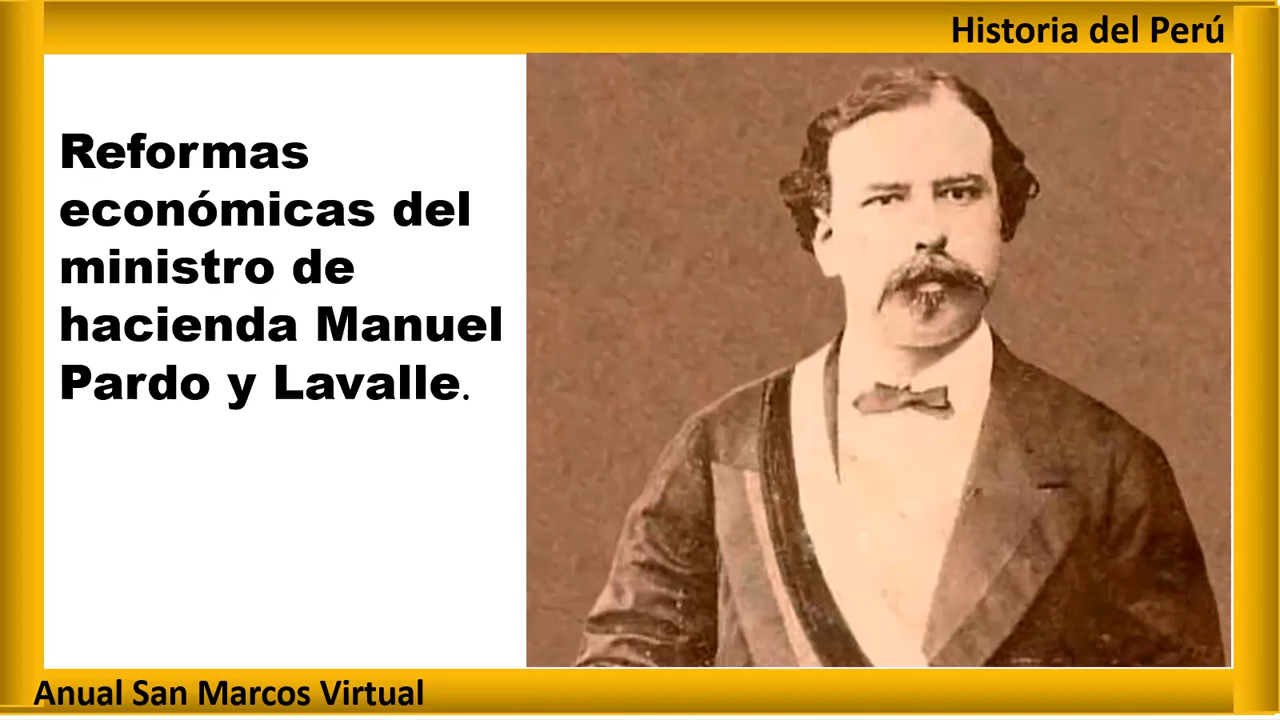 Historia del Perú
Reformas
económicas del
ministro de
hacienda Manuel
Pardo y Lavalle.
Anual San Marcos Virtual